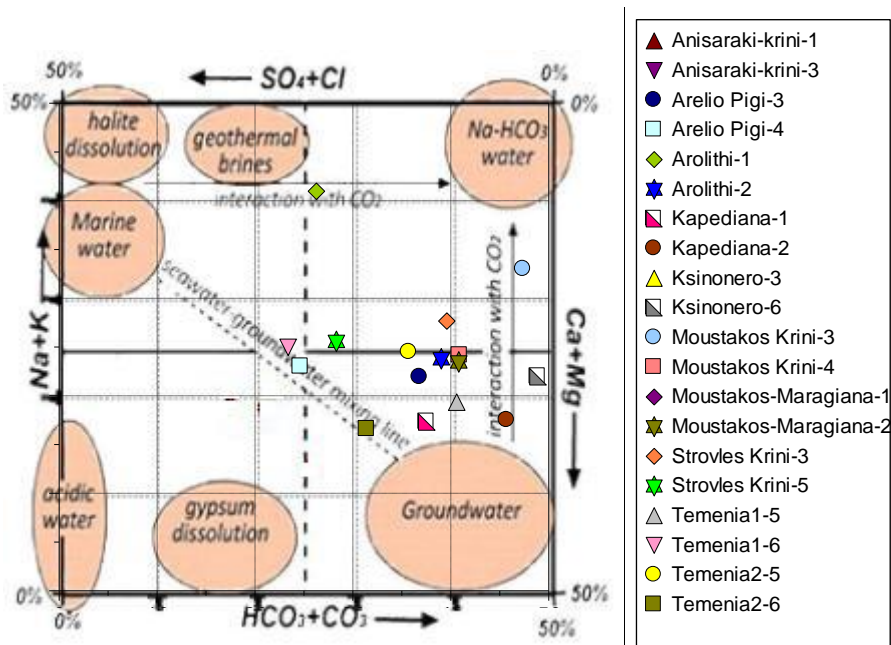 50%
SO₄+Cl
0%
50%
0%
halite
dissolution
geothermal
brines
Na-HCO₃
water
interaction with CO₂
Marine
water
seawater-groundwater mixing line
interaction with CO₂
Na+K
Ca+Mg
acidic
water
gypsum
dissolution
Groundwater
0%
50%
0%
HCO₃+CO₃
50%
Anisaraki-krini-1
Anisaraki-krini-3
Arelio Pigi-3
Arelio Pigi-4
Arolithi-1
Arolithi-2
Kapediana-1
Kapediana-2
Ksinonero-3
Ksinonero-6
Moustakos Krini-3
Moustakos Krini-4
Moustakos-Maragiana-1
Moustakos-Maragiana-2
Strovles Krini-3
Strovles Krini-5
Temenia1-5
Temenia1-6
Temenia2-5
Temenia2-6